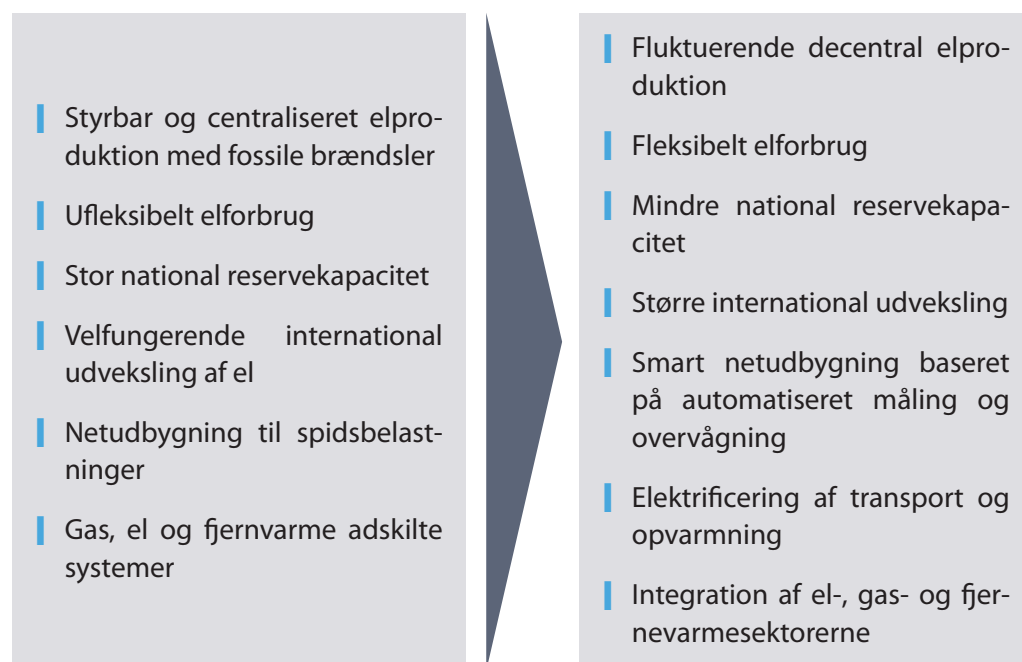 Styrbar og centraliseret elpro-
duktion med fossile brændsler
Ufleksibelt elforbrug
Stor national reservekapacitet
Velfungerende international
udveksling af el
Netudbygning til spidsbelast-
ninger
Gas, el og fjernvarme adskilte
systemer
Fluktuerende decentral elpro-
duktion
Fleksibelt elforbrug
Mindre national reservekapa-
citet
Større international udveksling
Smart netudbygning baseret
på automatiseret måling og
overvågning
Elektrificering af transport og
opvarmning
Integration af el-, gas- og fjer-
nevarmesektorerne